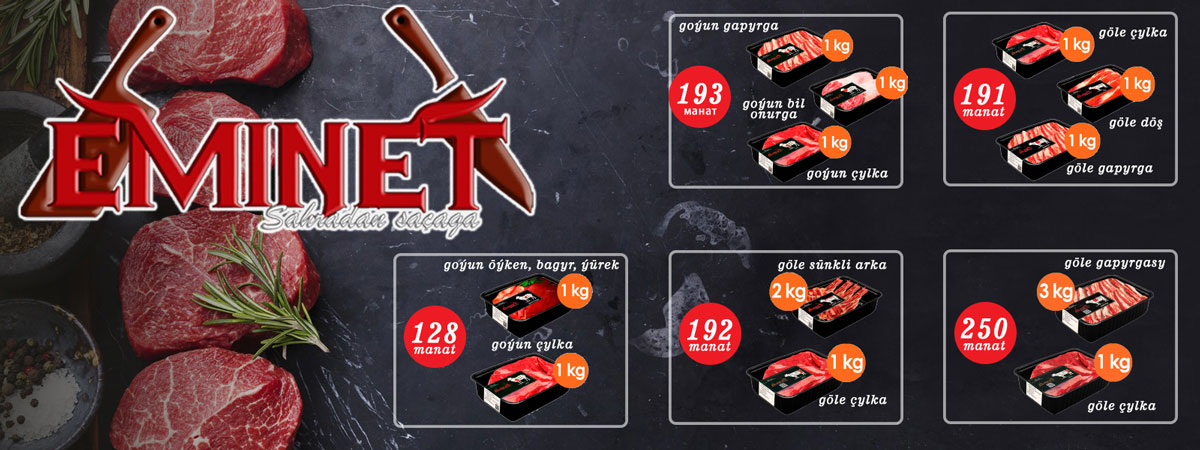 EMINET
Sahradan saçaga
goýun gapyrga
1 kg
193
манат
1 kg
goýun bil
onurga
1 kg
goýun çylka
göle çylka
1 kg
191
manat
1 kg
göle döş
1 kg
göle gapyrga
goýun öýken, bagyr, ýürek
1 kg
128
manat
goýun çylka
1 kg
göle sünkli arka
2 kg
192
manat
1 kg
göle çylka
göle gapyrgasy
3 kg
250
manat
1 kg
göle çylka